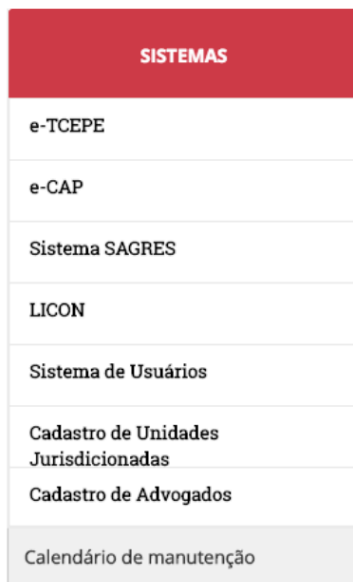 SISTEMAS
e-TCEPE
e-CAP
Sistema SAGRES
LICON
Sistema de Usuários
Cadastro de Unidades
Jurisdicionadas
Cadastro de Advogados
Calendário de manutenção